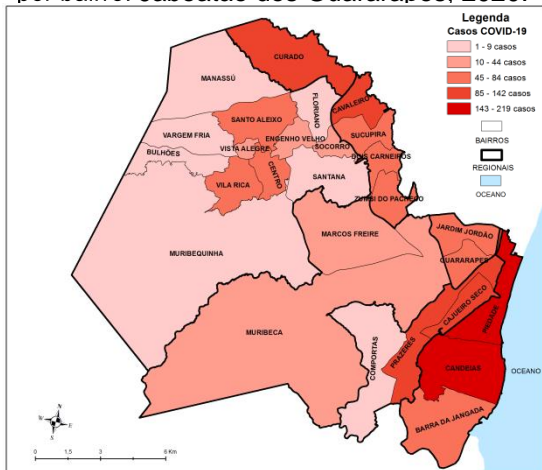 por bairro. Jaboatão dos Guararapes, 2020.
Legenda
Casos COVID-19
1 - 9 casos
10 - 44 casos
45 - 84 casos
85 - 142 casos
143 - 219 casos
BAIRROS
REGIONAIS
OCEANO
CURADO
MANASSÚ
FLORIANO
CAVALEIRO
SANTO ALEIXO
VARGEM FRIA
ENGENHO VELHO
SUCUPIRA
VISTA ALEGRE
SOCORRO
BULHÕES
DOIS CARNEIROS
CENTRO
VILA RICA
SANTANA
ZUMBI DO PACHECO
MARCOS FREIRE
JARDIM JORDÃO
MURIBEQUINHA
GUARARAPES
CAJUEIRO SECO
PIEDADE
MURIBECA
COMPORTAS
PRAZERES
CANDEIAS
OCEANO
BARRA DA JANGADA
N
W E
S
0 1,5 3 6 Km